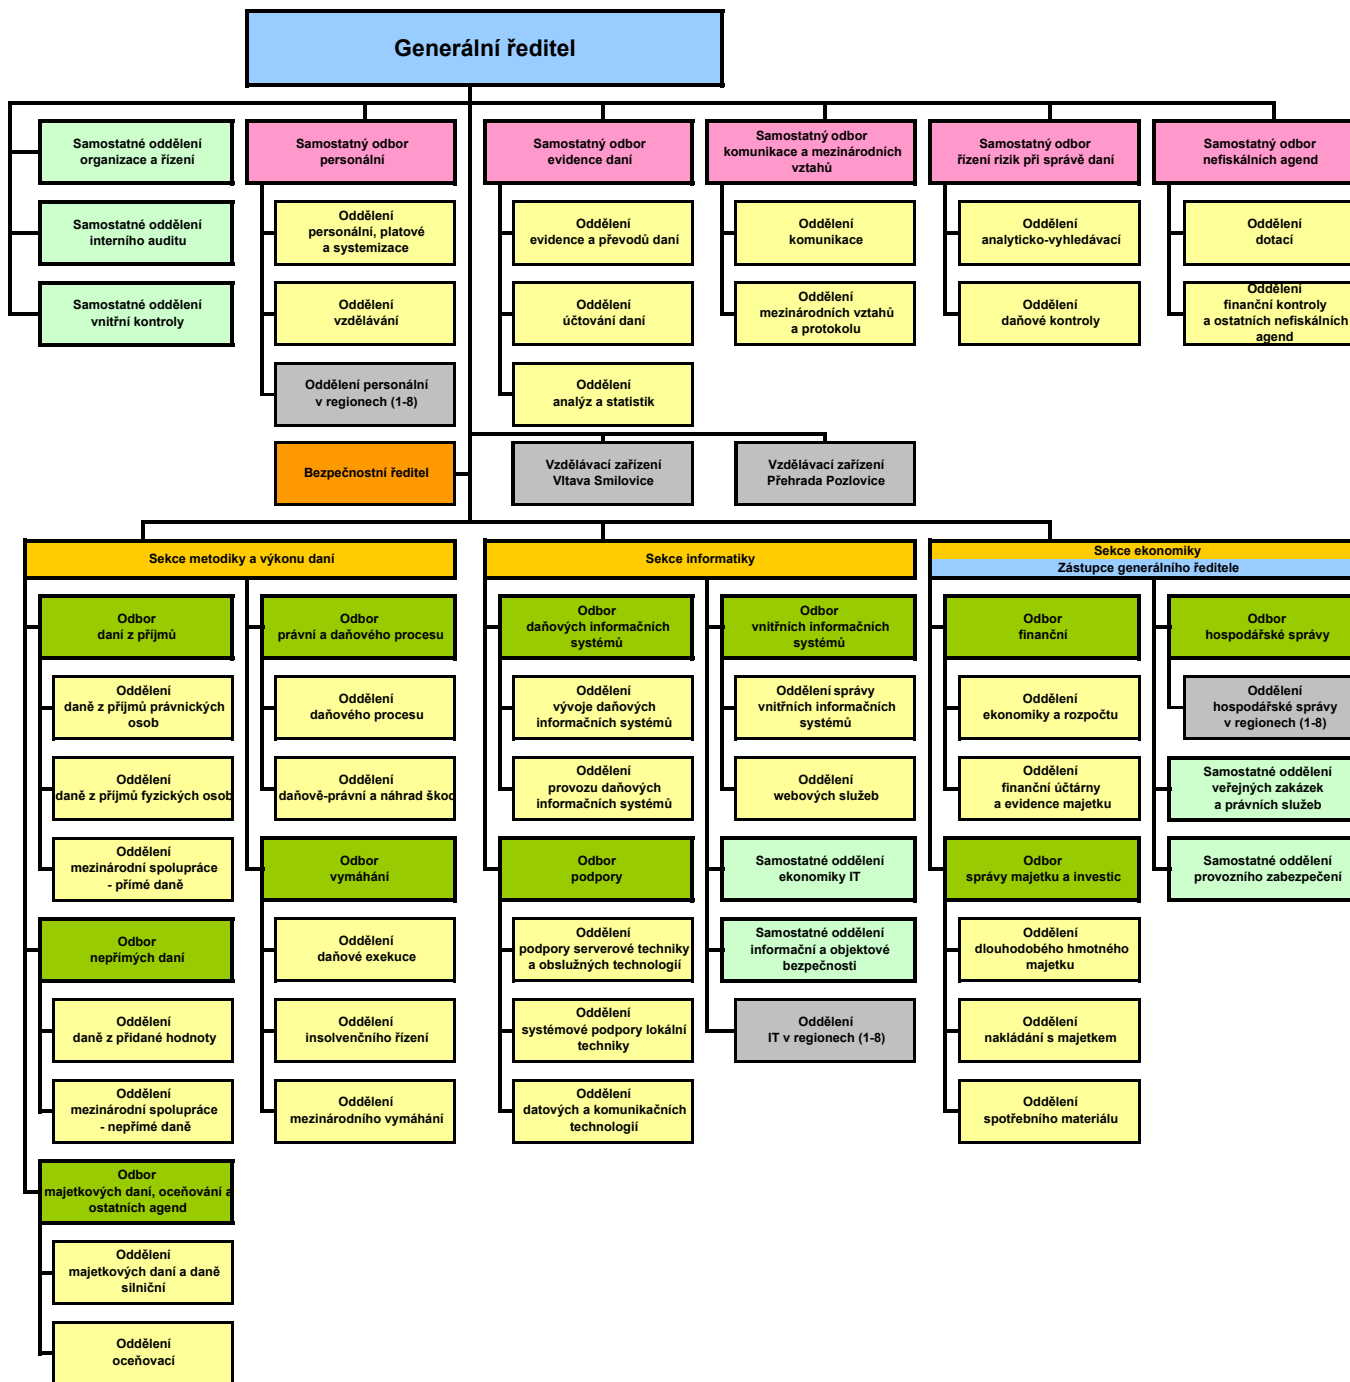 Generální ředitel
Samostatné oddělení
organizace a řízení
Samostatný odbor
personální
Samostatný odbor
evidence daní
Samostatný odbor
komunikace a mezinárodních
vztahů
Samostatný odbor
řízení rizik při správě daní
Samostatný odbor
nefiskálních agend
Samostatné oddělení
interního auditu
Oddělení
personální, platové
a systemizace
Oddělení
evidence a převodů daní
Oddělení
komunikace
Oddělení
analyticko-vyhledávací
Oddělení
dotací
Samostatné oddělení
vnitřní kontroly
Oddělení
vzdělávání
Oddělení
účtování daní
Oddělení
mezinárodních vztahů
a protokolu
Oddělení
daňové kontroly
Oddělení
finanční kontroly
a ostatních nefiskálních
agend
Oddělení personální
v regionech (1-8)
Oddělení
analýz a statistik
Bezpečnostní ředitel
Vzdělávací zařízení
Vltava Smilovice
Vzdělávací zařízení
Přehrada Pozlovice
Sekce metodiky a výkonu daní
Sekce informatiky
Sekce ekonomiky
Zástupce generálního ředitele
Odbor
daní z příjmů
Odbor
právní a daňového procesu
Odbor
daňových informačních
systémů
Odbor
vnitřních informačních
systémů
Odbor
finanční
Odbor
hospodářské správy
Oddělení
daně z příjmů právnických
osob
Oddělení
daňového procesu
Oddělení
vývoje daňových
informačních systémů
Oddělení správy
vnitřních informačních
systémů
Oddělení
ekonomiky a rozpočtu
Oddělení
hospodářské správy
v regionech (1-8)
Oddělení
daně z příjmů fyzických osob
Oddělení
daňově-právní a náhrad škod
Oddělení
provozu daňových
informačních systémů
Oddělení
webových služeb
Oddělení
finanční účtárny
a evidence majetku
Samostatné oddělení
veřejných zakázek
a právních služeb
Oddělení
mezinárodní spolupráce
- přímé daně
Odbor
vymáhání
Odbor
podpory
Samostatné oddělení
ekonomiky IT
Odbor
správy majetku a investic
Samostatné oddělení
provozního zabezpečení
Odbor
nepřímých daní
Oddělení
daňové exekuce
Oddělení
podpory serverové techniky
a obslužných technologií
Samostatné oddělení
informační a objektové
bezpečnosti
Oddělení
dlouhodobého hmotného
majetku
Oddělení
daně z přidané hodnoty
Oddělení
insolvenčního řízení
Oddělení
systémové podpory lokální
techniky
Oddělení
IT v regionech (1-8)
Oddělení
nakládání s majetkem
Oddělení
mezinárodní spolupráce
- nepřímé daně
Oddělení
mezinárodního vymáhání
Oddělení
datových a komunikačních
technologií
Oddělení
spotřebního materiálu
Odbor
majetkových daní, oceňování a
ostatních agend
Oddělení
majetkových daní a daně
silniční
Oddělení
oceňovací